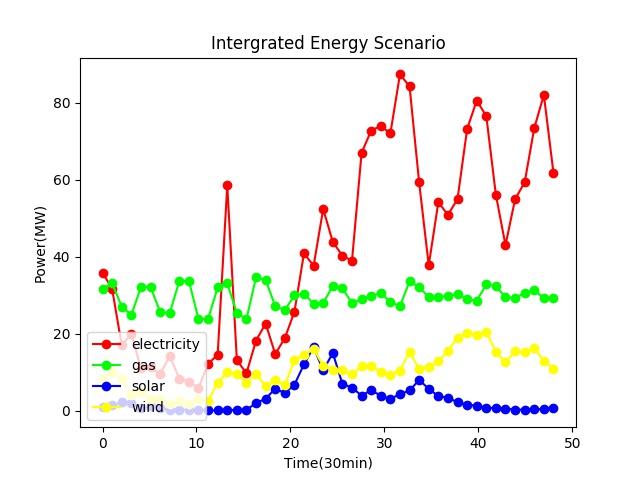 Intergrated Energy Scenario
Power(MW)
80
60
40
20
0
electricity
gas
solar
wind
0 10 20 30 40 50
Time(30min)